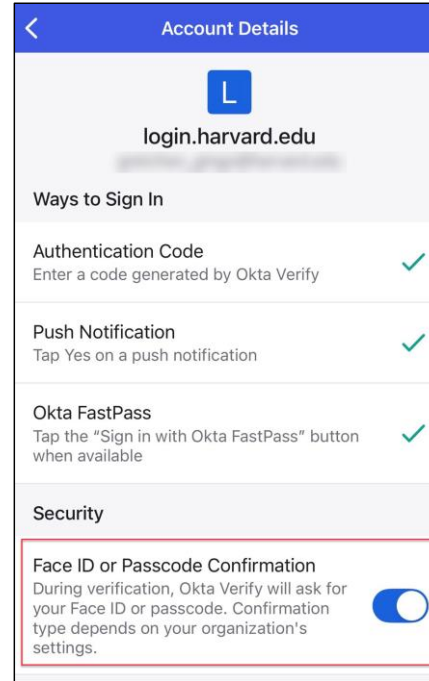 Account Details
L
login.harvard.edu
Ways to Sign In
Authentication Code
Enter a code generated by Okta Verify
Push Notification
Tap Yes on a push notification
Okta FastPass
Tap the “Sign in with Okta FastPass” button
when available
Security
Face ID or Passcode Confirmation
During verification, Okta Verify will ask for
your Face ID or passcode. Confirmation
type depends on your organization's
settings.